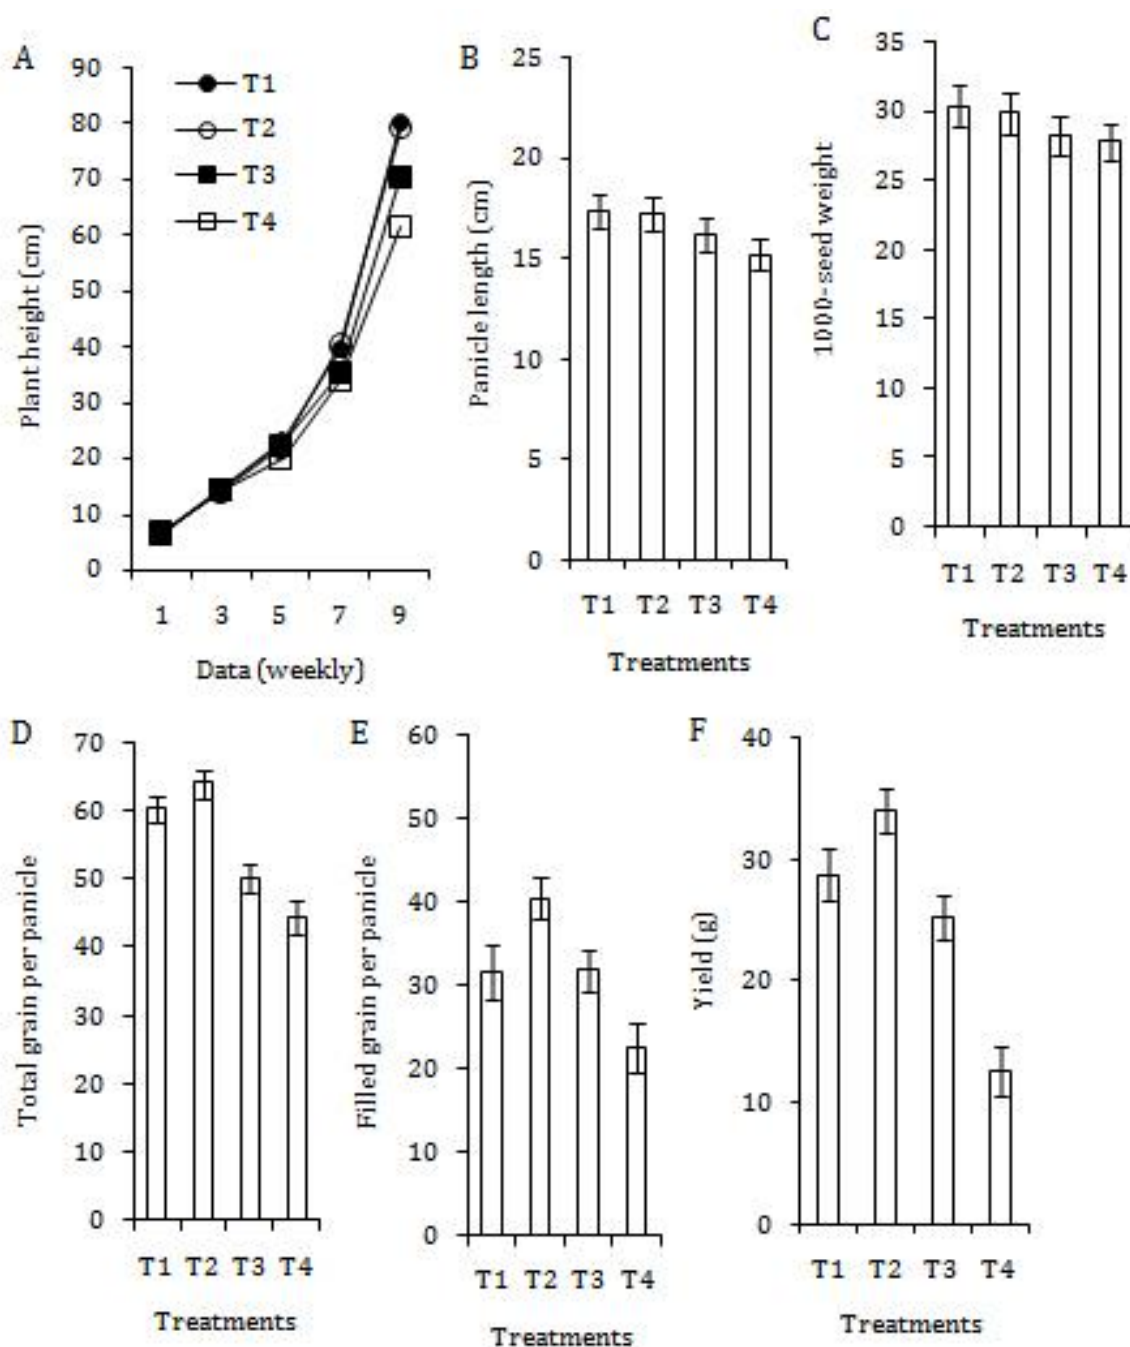 A
90
80
70
60
50
40
30
20
10
0
T1
T2
T3
T4
Plant height (cm)
1 3 5 7 9
Data (weekly)
B
25
20
15
10
5
0
Panicle length (cm)
T1 T2 T3 T4
Treatments
C
35
30
25
20
15
10
5
0
1000-seed weight
T1 T2 T3 T4
Treatments
D
70
60
50
40
30
20
10
0
Total grain per panicle
T1 T2 T3 T4
Treatments
E
60
50
40
30
20
10
0
Filled grain per panicle
T1 T2 T3 T4
Treatments
F
40
30
20
10
0
Yield (g)
T1 T2 T3 T4
Treatments